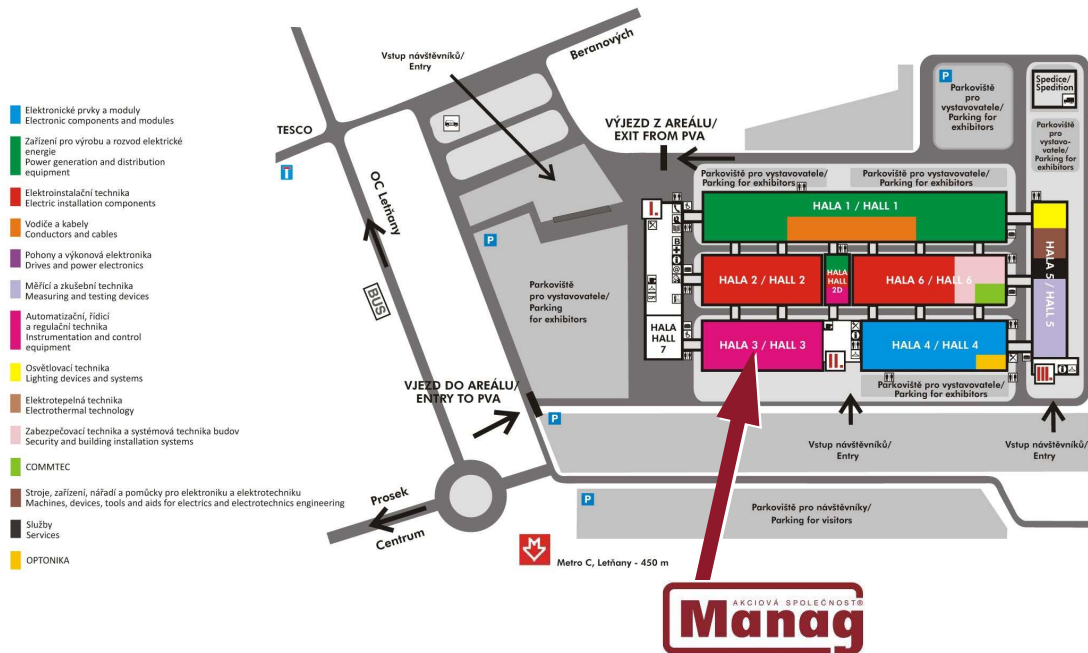 Elektronické prvky a moduly
Electronic components and modules
Zařízení pro výrobu a rozvod elektrické
energie
Power generation and distribution
equipment
Elektroinstalační technika
Electric installation components
Vodiče a kabely
Conductors and cables
Pohony a výkonová elektronika
Drives and power electronics
Měřící a zkušební technika
Measuring and testing devices
Automatizační, řídicí
a regulační technika
Instrumentation and control
equipment
Osvětlovací technika
Lighting devices and systems
Elektrotepelná technika
Electrothermal technology
Zabezpečovací technika a systémová technika budov
Security and building installation systems
COMMTEC
Stroje, zařízení, nářadí a pomůcky pro elektroniku a elektrotechniku
Machines, devices, tools and aids for electrics and electrotechnics engineering
Služby
Services
OPTONIKA
TESCO
OC Letňany
BUS
Vstup návštěvníků/
Entry
Beranových
VÝJEZD Z AREÁLU/
EXIT FROM PVA
P
Parkoviště
pro
vystavovatele/
Parking for
exhibitors
Spedice/
Spedition
Parkoviště
pro
vystavo-
vatele/
Parking for
exhibitors
Parkoviště pro vystavovatele/
Parking for exhibitors
Parkoviště pro vystavovatele/
Parking for exhibitors
I.
HALA 1 / HALL 1
HALA 2 / HALL 2
HALA
HALL
2D
HALA 6 / HALL 6
HALA 5 / HALL 5
HALA
HALL
7
HALA 3 / HALL 3
II.
HALA 4 / HALL 4
III.
P
Parkoviště
pro vystavovatele/
Parking
for exhibitors
Parkoviště pro vystavovatele/
Parking for exhibitors
VJEZD DO AREÁLU/
ENTRY TO PVA
P
Vstup návštěvníků/
Entry
Vstup návštěvníků/
Entry
Prosek
Centrum
P
Parkoviště pro návštěvníky/
Parking for visitors
Metro C, Letňany - 450 m
AKCIOVÁ SPOLEČNOST®
Manag